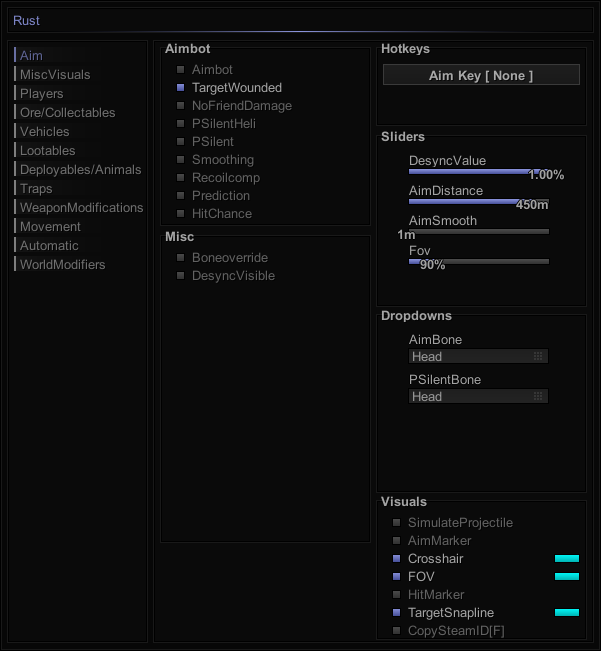 Rust
Aim
MiscVisuals
Players
Ore/Collectables
Vehicles
Lootables
Deployables/Animals
Traps
WeaponModifications
Movement
Automatic
WorldModifiers
Aimbot
Aimbot
TargetWounded
NoFriendDamage
PSilentHeli
PSilent
Smoothing
Recoilcomp
Prediction
HitChance
Misc
Boneoverride
DesyncVisible
Hotkeys
Aim Key [ None ]
Sliders
DesyncValue
1.00%
AimDistance
450m
AimSmooth
1m
Fov
90%
Dropdowns
AimBone
Head
PSilentBone
Head
Visuals
SimulateProjectile
AimMarker
Crosshair
FOV
HitMarker
TargetSnapline
CopySteamID[F]